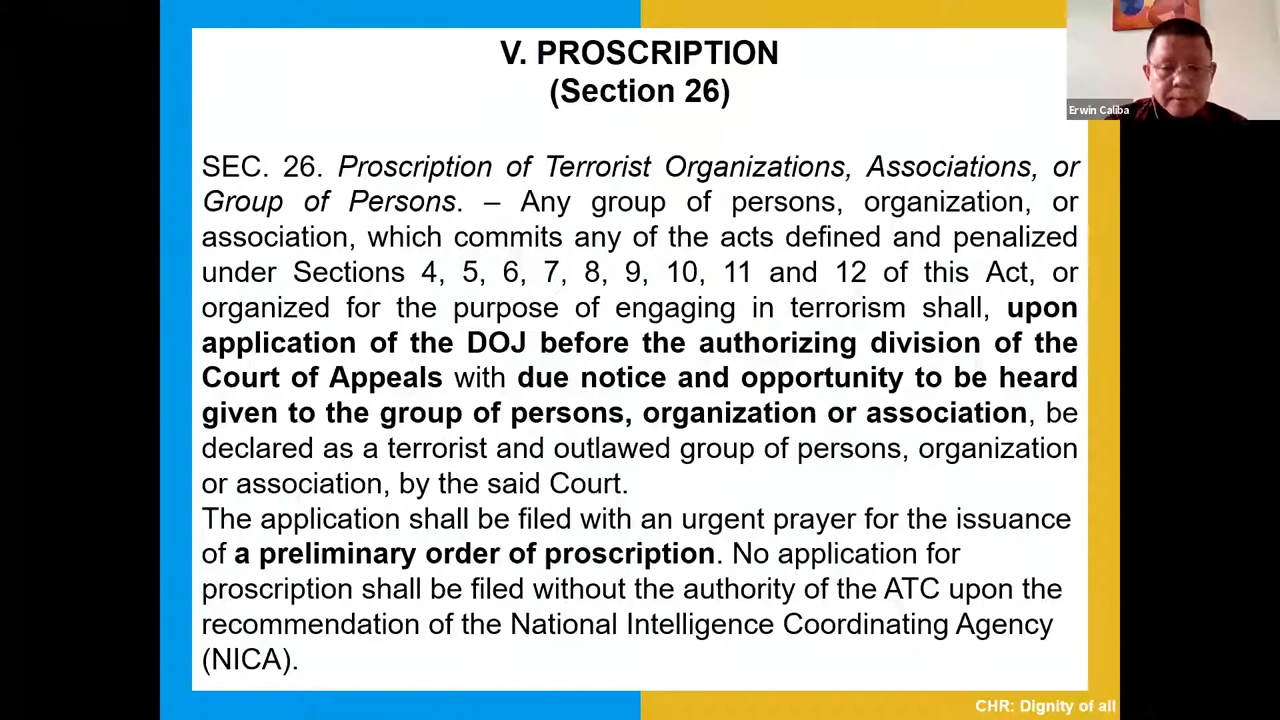 V. PROSCRIPTION
(Section 26)
SEC. 26. Proscription of Terrorist Organizations, Associations, or
Group of Persons. – Any group of persons, organization, or
association, which commits any of the acts defined and penalized
under Sections 4, 5, 6, 7, 8, 9, 10, 11 and 12 of this Act, or
organized for the purpose of engaging in terrorism shall, upon
application of the DOJ before the authorizing division of the
Court of Appeals with due notice and opportunity to be heard
given to the group of persons, organization or association, be
declared as a terrorist and outlawed group of persons, organization
or association, by the said Court.
The application shall be filed with an urgent prayer for the issuance
of a preliminary order of proscription. No application for
proscription shall be filed without the authority of the ATC upon the
recommendation of the National Intelligence Coordinating Agency
(NICA).
Erwin Caliba
CHR: Dignity of all